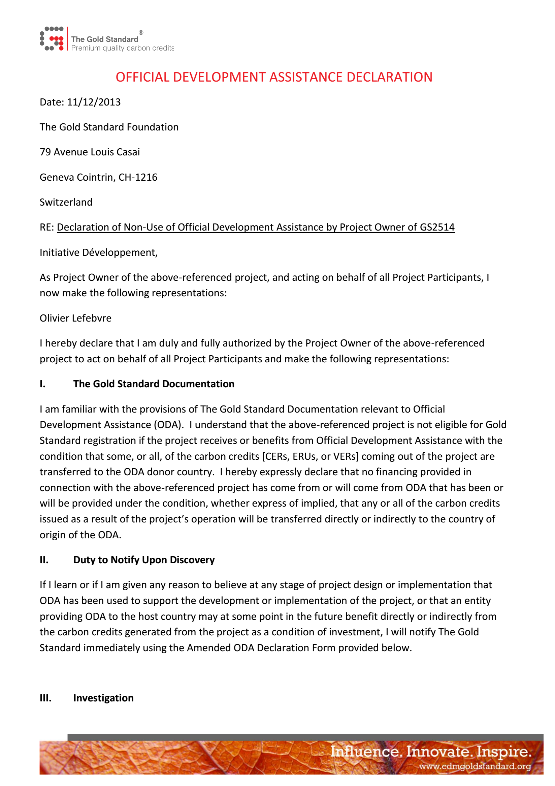 The Gold Standard®
Premium quality carbon credits
OFFICIAL DEVELOPMENT ASSISTANCE DECLARATION
Date: 11/12/2013
The Gold Standard Foundation
79 Avenue Louis Casai
Geneva Cointrin, CH-1216
Switzerland
RE: Declaration of Non-Use of Official Development Assistance by Project Owner of GS2514
Initiative Développement,
As Project Owner of the above-referenced project, and acting on behalf of all Project Participants, I
now make the following representations:
Olivier Lefebvre
I hereby declare that I am duly and fully authorized by the Project Owner of the above-referenced
project to act on behalf of all Project Participants and make the following representations:
I. The Gold Standard Documentation
I am familiar with the provisions of The Gold Standard Documentation relevant to Official
Development Assistance (ODA). I understand that the above-referenced project is not eligible for Gold
Standard registration if the project receives or benefits from Official Development Assistance with the
condition that some, or all, of the carbon credits [CERs, ERUs, or VERs] coming out of the project are
transferred to the ODA donor country. I hereby expressly declare that no financing provided in
connection with the above-referenced project has come from or will come from ODA that has been or
will be provided under the condition, whether express of implied, that any or all of the carbon credits
issued as a result of the project's operation will be transferred directly or indirectly to the country of
origin of the ODA.
II. Duty to Notify Upon Discovery
If I learn or if I am given any reason to believe at any stage of project design or implementation that
ODA has been used to support the development or implementation of the project, or that an entity
providing ODA to the host country may at some point in the future benefit directly or indirectly from
the carbon credits generated from the project as a condition of investment, I will notify The Gold
Standard immediately using the Amended ODA Declaration Form provided below.
III. Investigation
Influence. Innovate. Inspire.
www.cdmgoldstandard.org